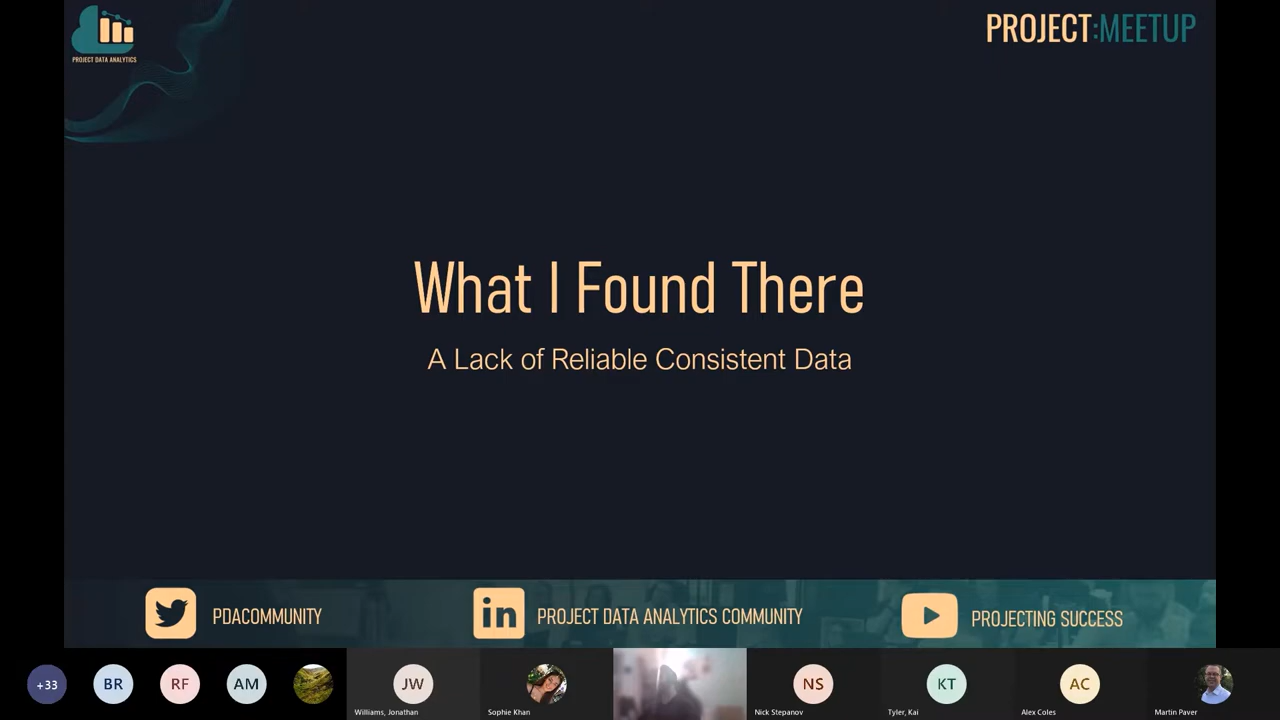 PROJECT DATA ANALYTICS
PROJECT:MEETUP
What I Found There
A Lack of Reliable Consistent Data
PDACOMMUNITY
in PROJECT DATA ANALYTICS COMMUNITY
PROJECTING SUCCESS
+33 BR RF AM JW NS KT AC
Williams, Jonathan Sophie Khan Nick Stepanov Tyler, Kai Alex Coles Martin Paver